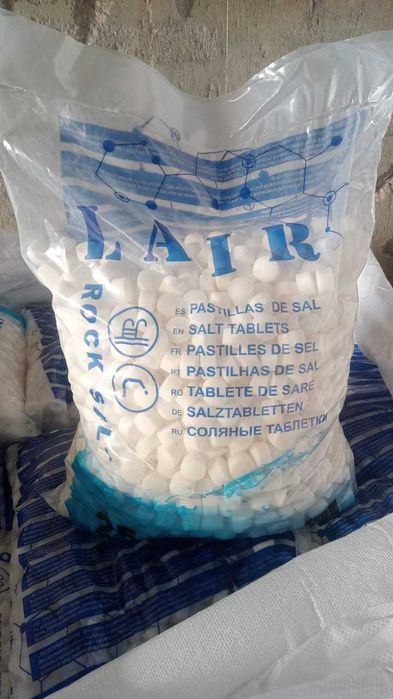 LAIR
ROCK S/L
ES PASTILLAS DE SAL
EN SALT TABLETS
FR PASTILLES DE SEL
PT PASTILHAS DE SAL
RO TABLETE DE SARE
DE SALZTABLETTEN
RU СОЛЯНЫЕ ТАБЛЕТКИ